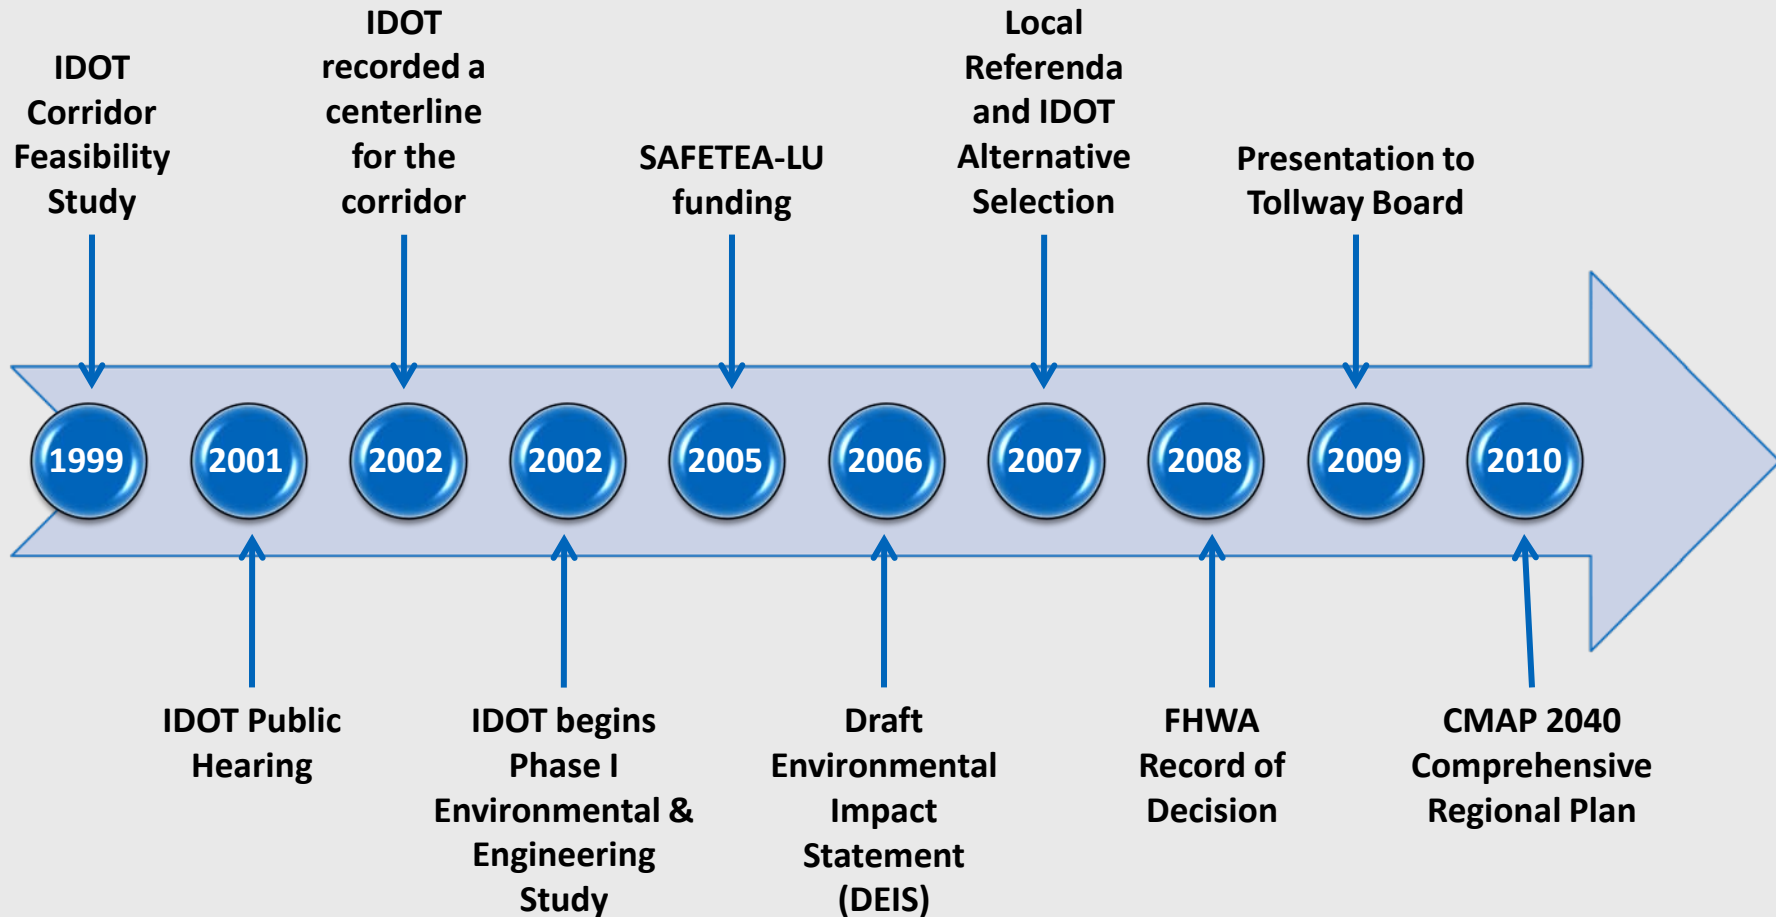 IDOT
Corridor
Feasibility
Study
IDOT
recorded a
centerline
for the
corridor
SAFETEA-LU
funding
Local
Referenda
and IDOT
Alternative
Selection
Presentation to
Tollway Board
1999
2001
2002
2002
2005
2006
2007
2008
2009
2010
IDOT Public
Hearing
IDOT begins
Phase I
Environmental &
Engineering
Study
Draft
Environmental
Impact
Statement
(DEIS)
FHWA
Record of
Decision
CMAP 2040
Comprehensive
Regional Plan